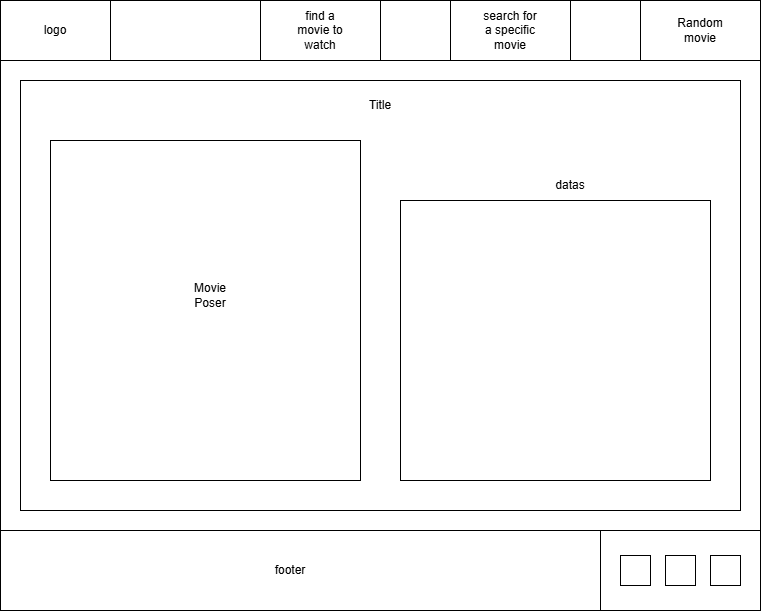 logo
find a
movie to
watch
search for
a specific
movie
Random
movie
Title
datas
Movie
Poser
footer